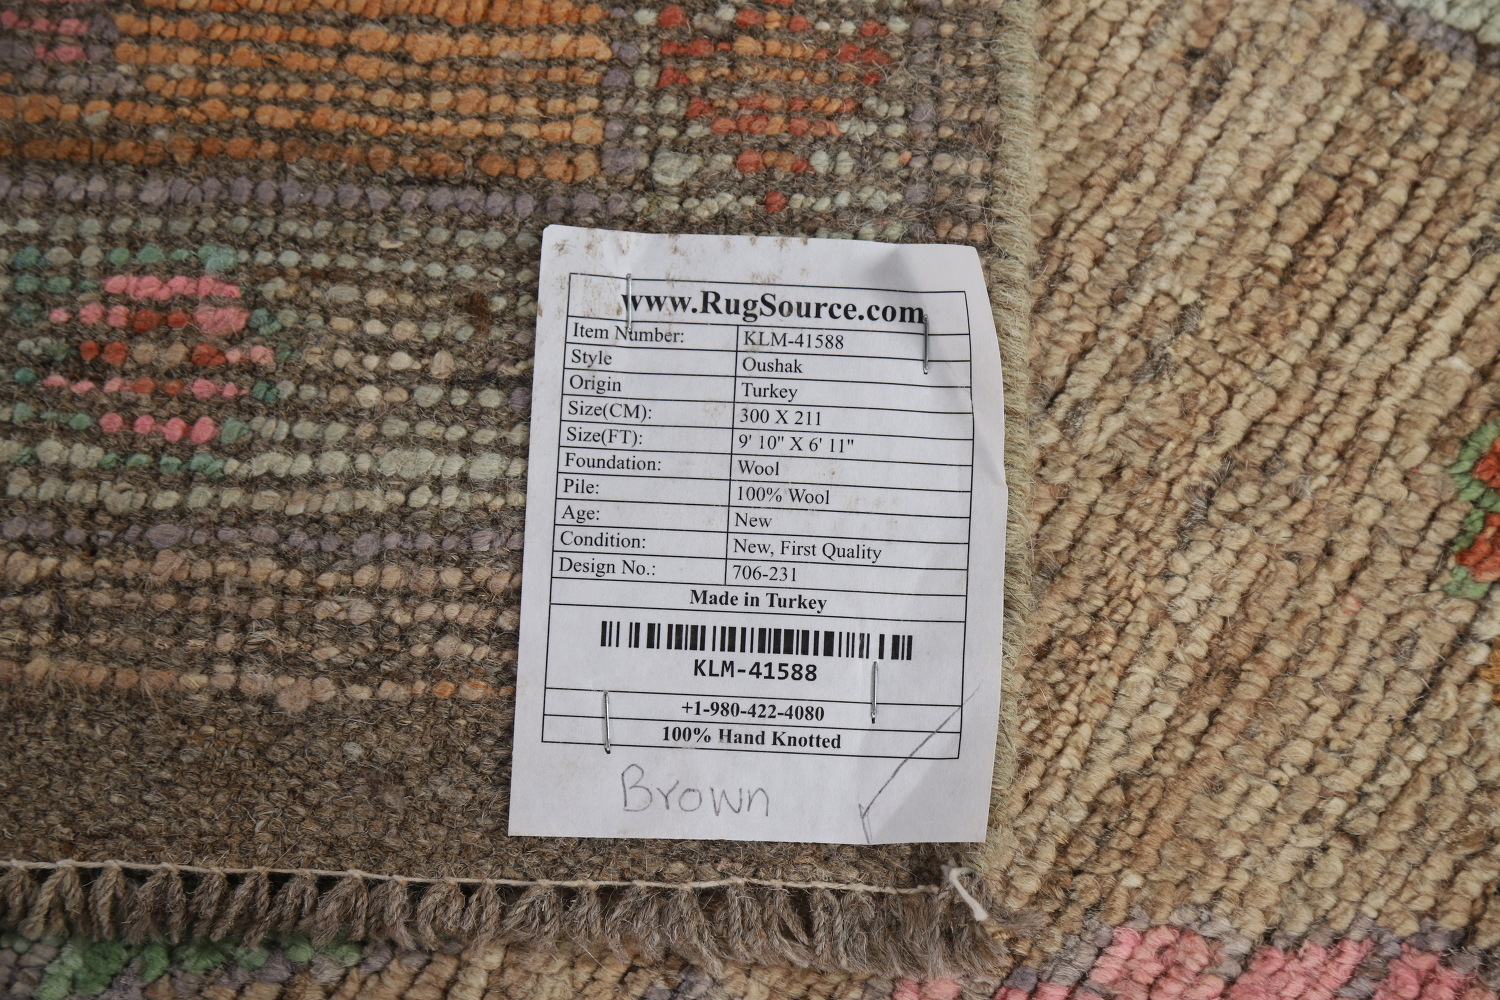 www.RugSource.com
Item Number: KLM-41588
Style Oushak
Origin Turkey
Size(CM): 300 X 211
Size(FT): 9' 10" X 6' 11"
Foundation: Wool
Pile: 100% Wool
Age: New
Condition: New, First Quality
Design No.: 706-231
Made in Turkey
KLM-41588
+1-980-422-4080
100% Hand Knotted
Brown